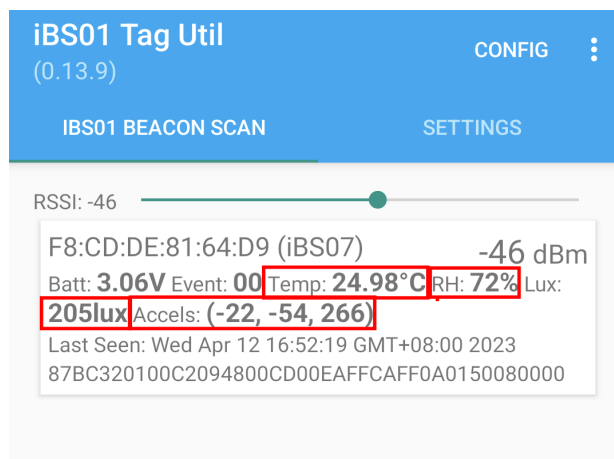 iBS01 Tag Util
(0.13.9)
CONFIG
IBS01 BEACON SCAN
SETTINGS
RSSI: -46
F8:CD:DE:81:64:D9 (iBS07)
-46 dBm
Batt: 3.06V Event: 00 Temp: 24.98°C RH: 72% Lux:
205lux Accels: (-22, -54, 266)
Last Seen: Wed Apr 12 16:52:19 GMT+08:00 2023
87BC320100C2094800CD00EAFFCAFF0A0150080000